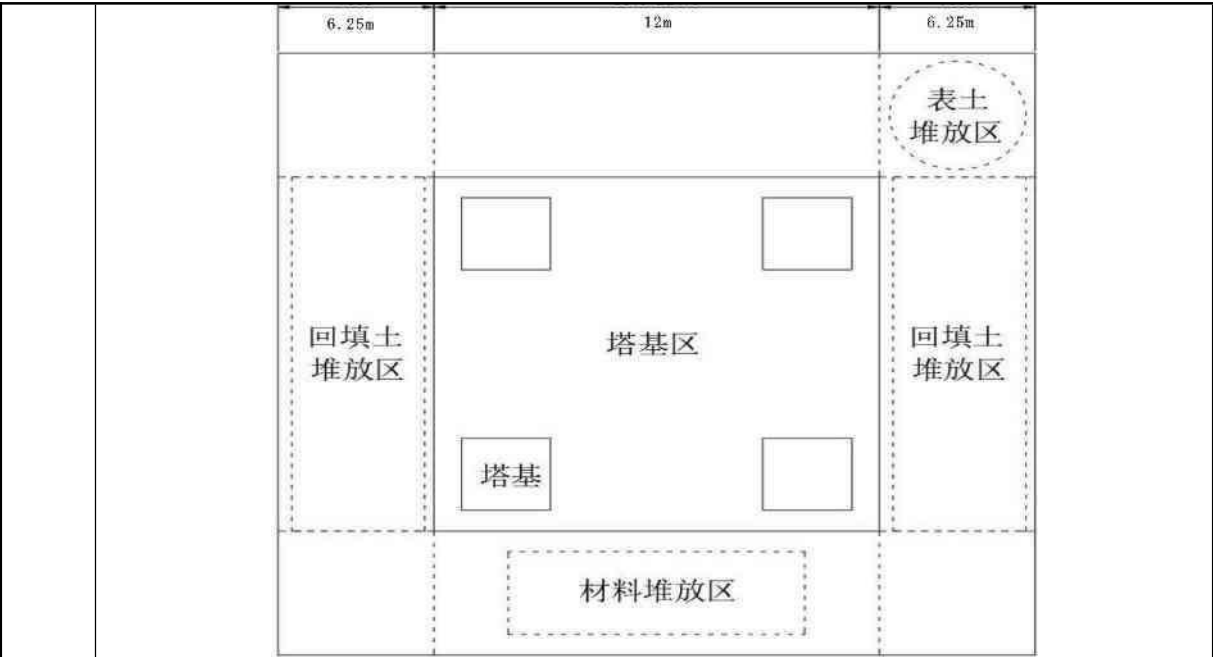 6.25m
12m
6.25m
表土
堆放区
回填土
堆放区
塔基区
回填土
堆放区
塔基
材料堆放区